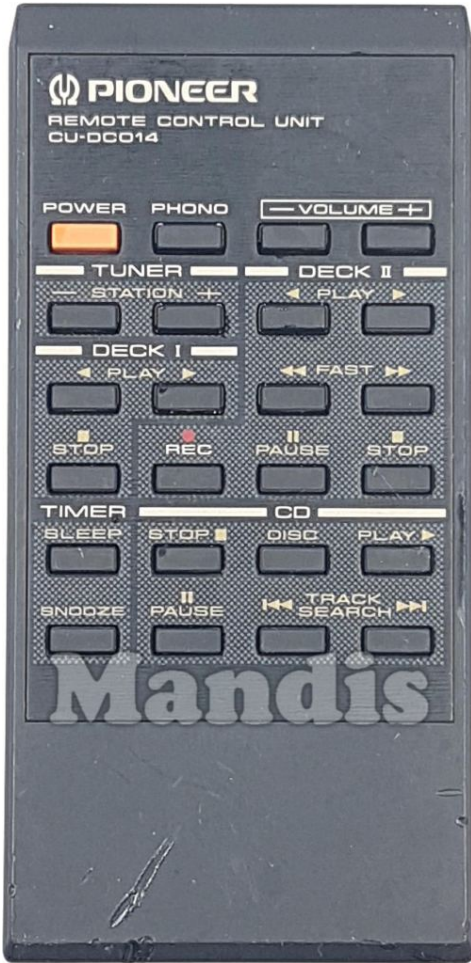 PIONEER
REMOTE CONTROL UNIT
CU-DC014
POWER PHONO − VOLUME +
TUNER DECK II
− STATION + ◄ PLAY ►
DECK I
◄ PLAY ► ◄◄ FAST ►►
■ ● II ■
STOP REC PAUSE STOP
TIMER CD
SLEEP STOP ■ DISC PLAY ►
SNOOZE II PAUSE I◄◄ TRACK SEARCH ►►I
Mandis